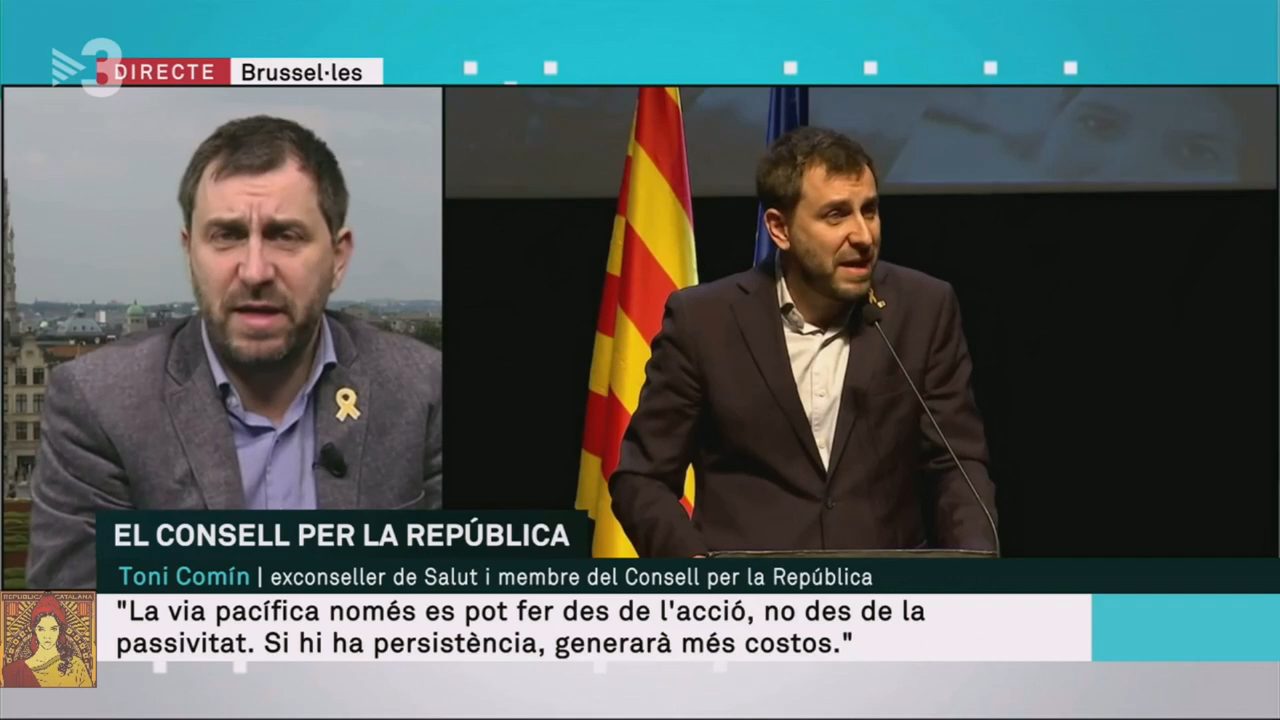 3
DIRECTE Brussel·les
EL CONSELL PER LA REPÚBLICA
Toni Comín | exconseller de Salut i membre del Consell per la República
REPUBLICA CATALANA
"La via pacífica només es pot fer des de l'acció, no des de la
passivitat. Si hi ha persistència, generarà més costos."